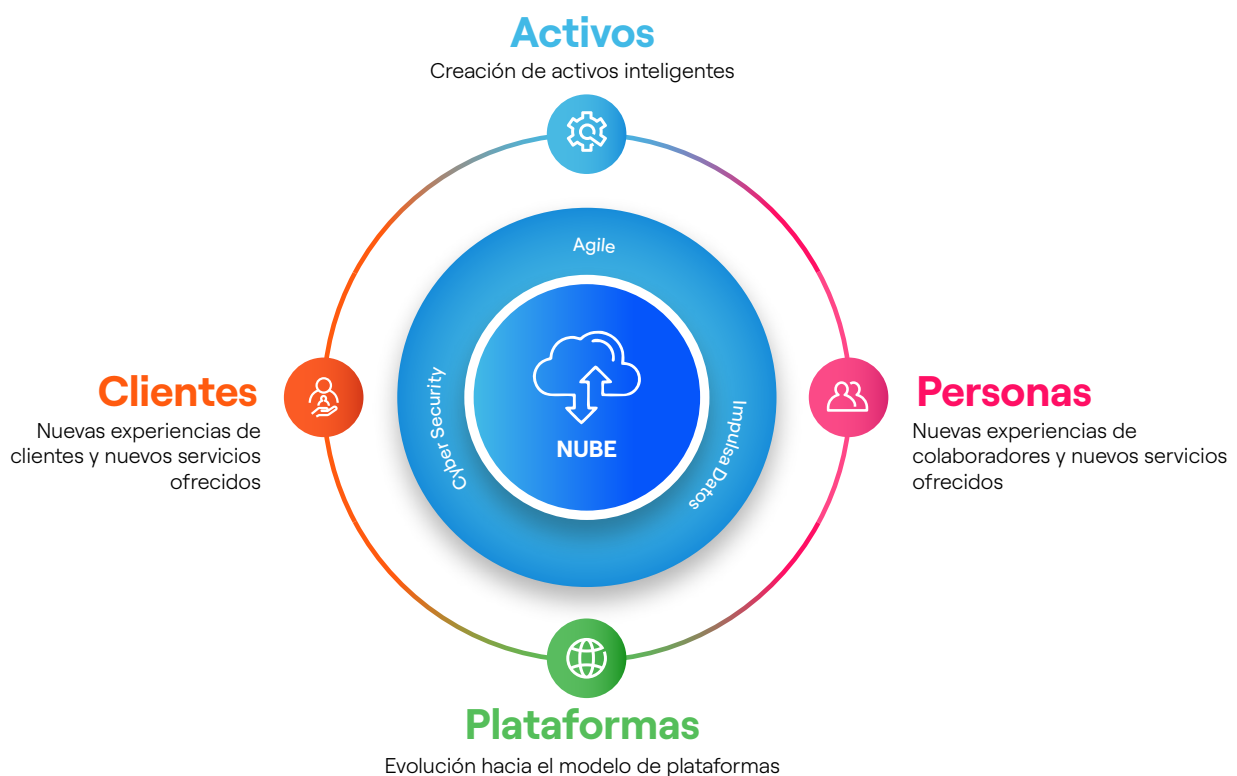 Activos
Creación de activos inteligentes
Agile
Cyber Security
Impulsa Datos
NUBE
Clientes
Nuevas experiencias de
clientes y nuevos servicios
ofrecidos
Personas
Nuevas experiencias de
colaboradores y nuevos servicios
ofrecidos
Plataformas
Evolución hacia el modelo de plataformas